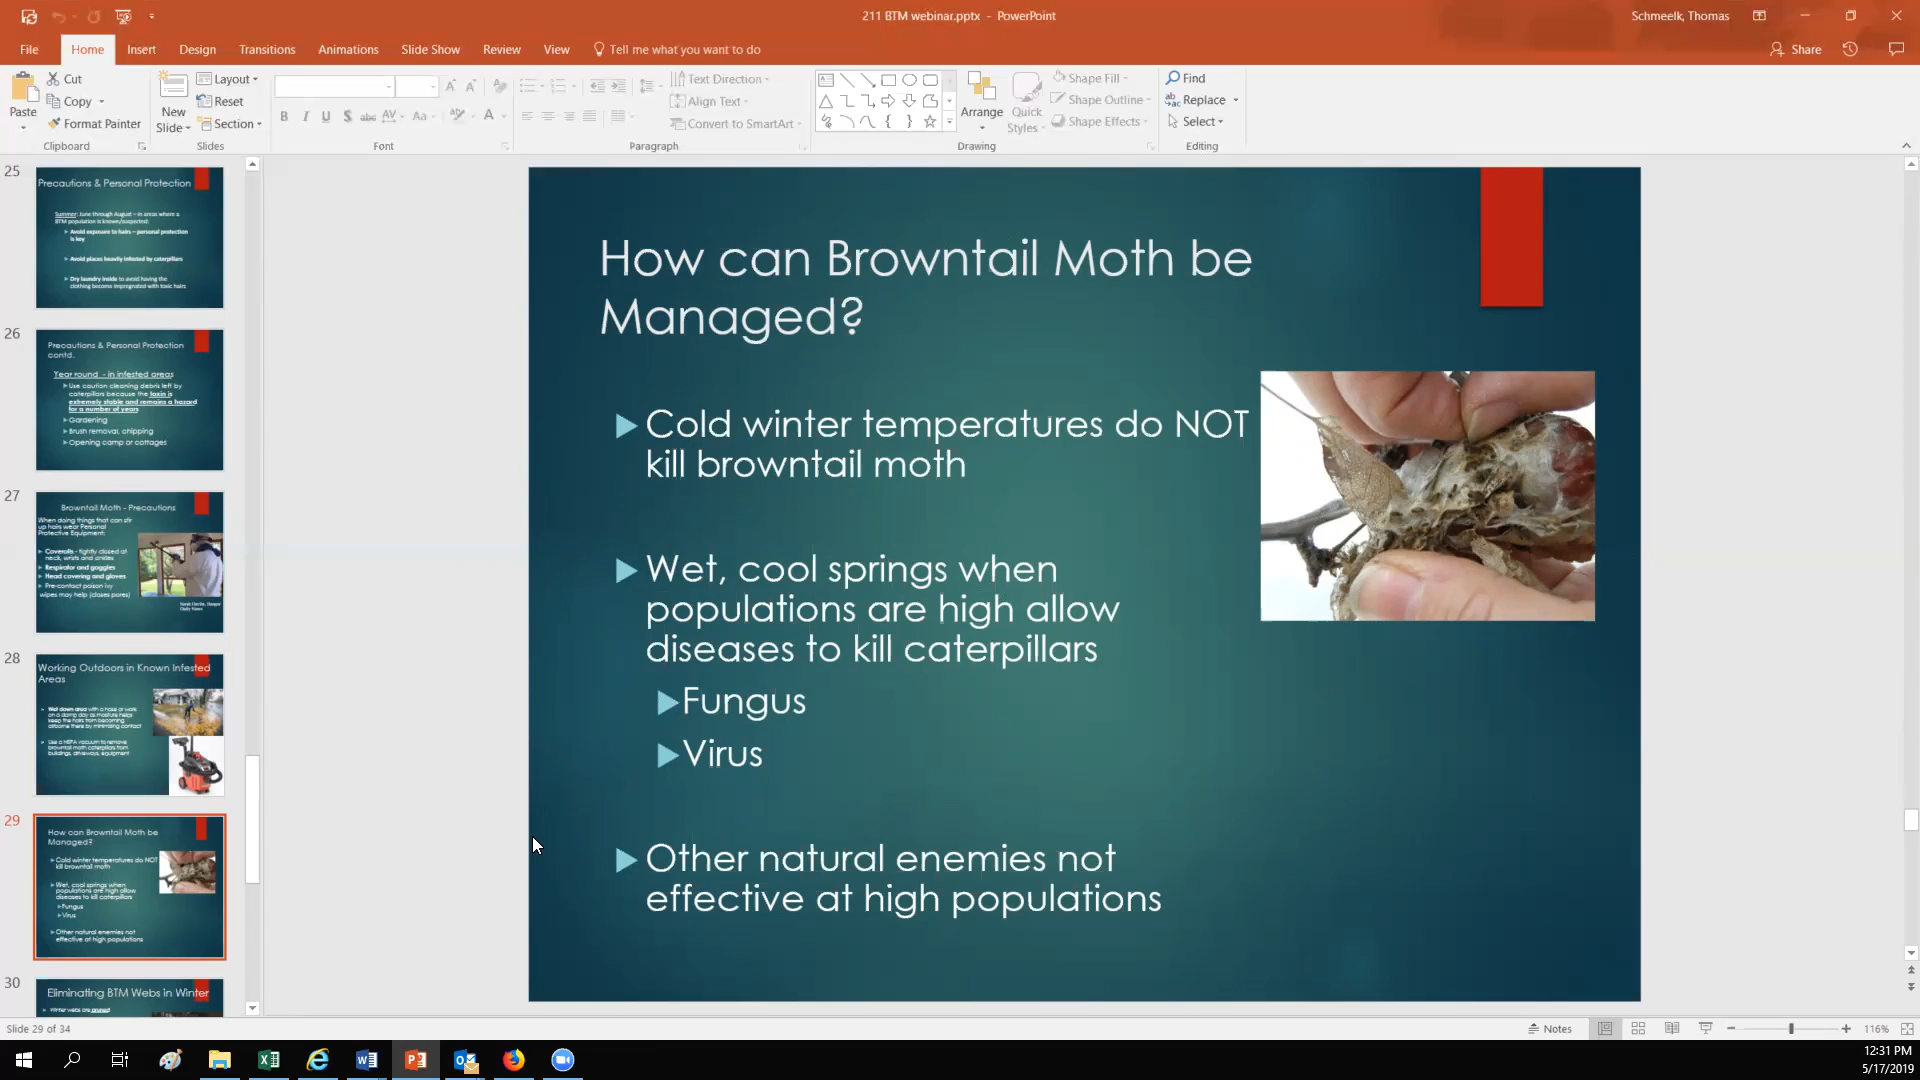 211 BTM webinar.pptx - PowerPoint
Schmeelk, Thomas
File Home Insert Design Transitions Animations Slide Show Review View Tell me what you want to do
Share
Cut
Copy
Format Painter
Paste
Clipboard
New Slide
Layout
Reset
Section
Slides
Font
Text Direction
Align Text
Convert to SmartArt
Paragraph
Arrange
Quick Styles
Shape Fill
Shape Outline
Shape Effects
Drawing
Find
Replace
Select
Editing
25
Precautions & Personal Protection
Summer: June through August – in areas where a
BTM population is known/suspected:
Avoid exposure to hairs – personal protection
is key
Avoid places heavily infested by caterpillars
Dry laundry inside to avoid having the
clothing become impregnated with toxic hairs
26
Precautions & Personal Protection
contd.
Year round - in infested areas
Use caution cleaning debris left by
caterpillars because the toxin is
extremely stable and remains a hazard
for a number of years
Gardening
Brush removal, chipping
Opening camp or cottages
27
Browntail Moth - Precautions
When doing things that can stir
up hairs wear Personal
Protective Equipment:
Coveralls - tightly closed at
neck, wrists and ankles
Respirator and goggles
Head covering and gloves
Pre-contact poison ivy
wipes may help (closes pores)
28
Working Outdoors in Known Infested
Areas
Wet down area with a hose or work
on a damp day as moisture helps
keep the hairs from becoming
airborne there by minimizing contact
Use a HEPA vacuum to remove
browntail moth caterpillars from
buildings, driveways, equipment
29
How can Browntail Moth be
Managed?
Cold winter temperatures do NOT
kill browntail moth
Wet, cool springs when
populations are high allow
diseases to kill caterpillars
Fungus
Virus
Other natural enemies not
effective at high populations
30
Eliminating BTM Webs in Winter
Winter webs are pruned
How can Browntail Moth be
Managed?
Cold winter temperatures do NOT
kill browntail moth
Wet, cool springs when
populations are high allow
diseases to kill caterpillars
Fungus
Virus
Other natural enemies not
effective at high populations
Slide 29 of 34
Notes
116%
12:31 PM
5/17/2019